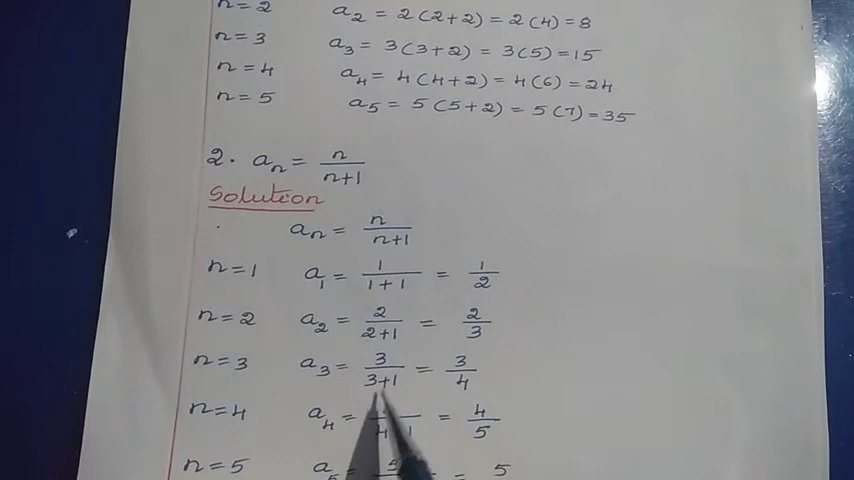 n=2 a₂ = 2(2+2) = 2(4) = 8
n=3 a₃ = 3(3+2) = 3(5) = 15
n=4 a₄ = 4(4+2) = 4(6) = 24
n=5 a₅ = 5(5+2) = 5(7) = 35
2. aₙ = n/n+1
Solution
aₙ = n/n+1
n=1 a₁ = 1/1+1 = 1/2
n=2 a₂ = 2/2+1 = 2/3
n=3 a₃ = 3/3+1 = 3/4
n=4 a₄ = = 4/5
n=5 a₅ = = 5